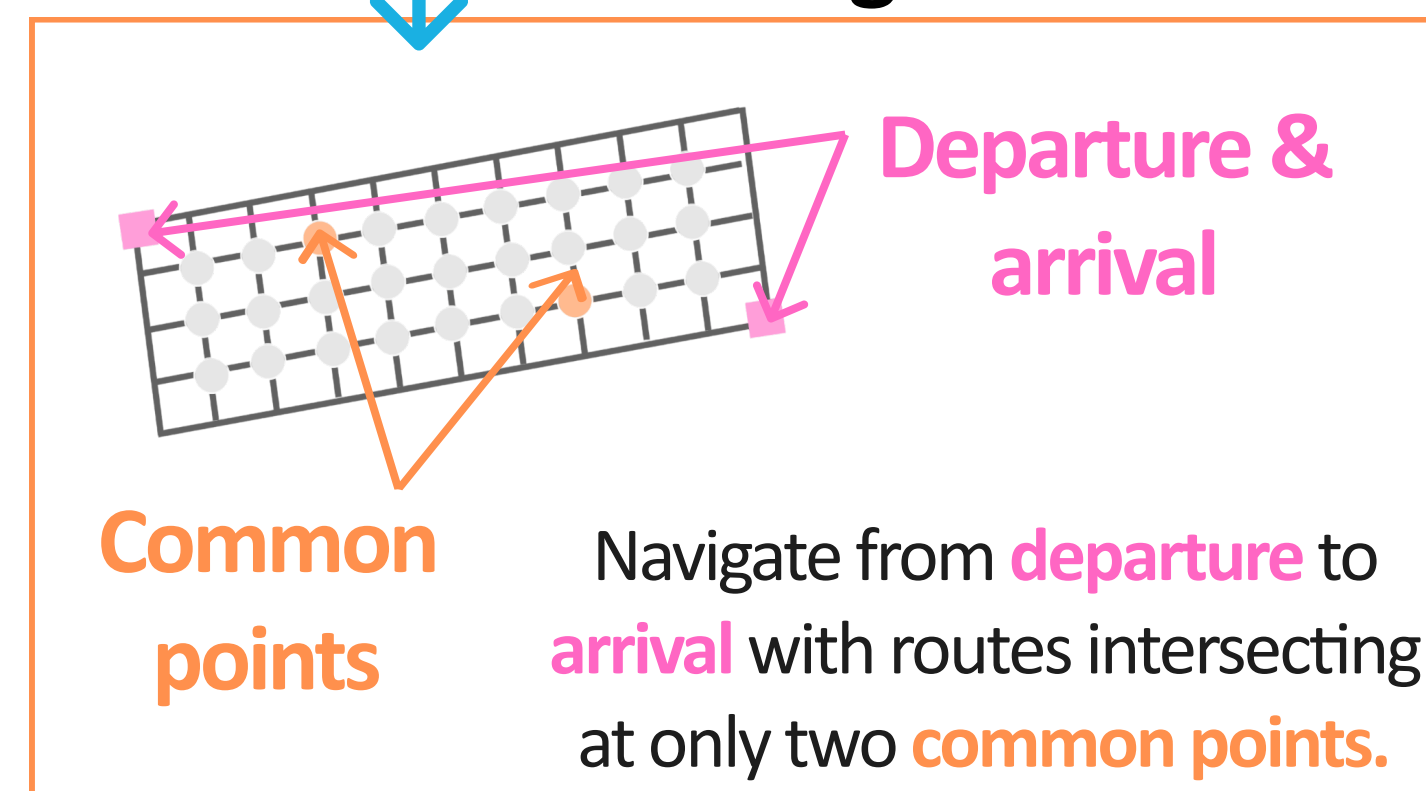 Departure &
arrival
Common
points
Navigate from departure to
arrival with routes intersecting
at only two common points.